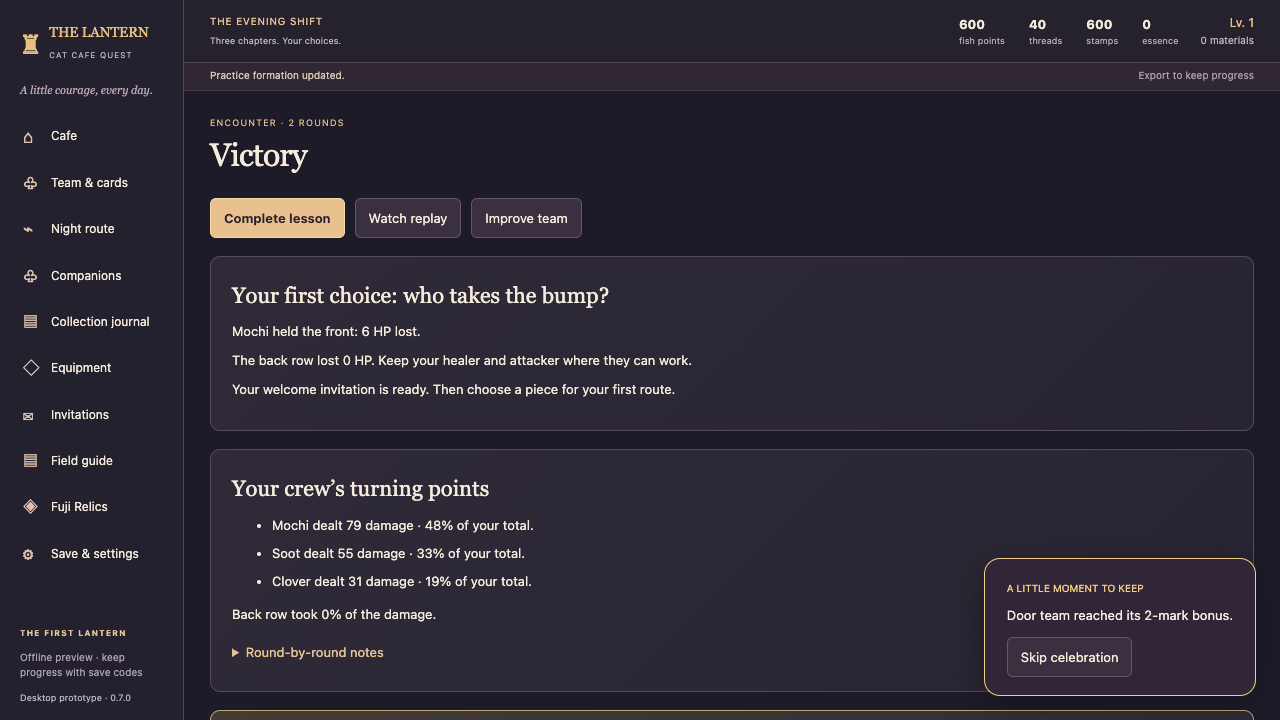 THE LANTERN
CAT CAFE QUEST
A little courage, every day.
Cafe
Team & cards
Night route
Companions
Collection journal
Equipment
Invitations
Field guide
Fuji Relics
Save & settings
THE FIRST LANTERN
Offline preview · keep
progress with save codes
Desktop prototype · 0.7.0
THE EVENING SHIFT
Three chapters. Your choices.
600
fish points
40
threads
600
stamps
0
essence
Lv. 1
0 materials
Practice formation updated.
Export to keep progress
ENCOUNTER · 2 ROUNDS
Victory
Complete lesson
Watch replay
Improve team
Your first choice: who takes the bump?
Mochi held the front: 6 HP lost.
The back row lost 0 HP. Keep your healer and attacker where they can work.
Your welcome invitation is ready. Then choose a piece for your first route.
Your crew’s turning points
• Mochi dealt 79 damage · 48% of your total.
• Soot dealt 55 damage · 33% of your total.
• Clover dealt 31 damage · 19% of your total.
Back row took 0% of the damage.
Round-by-round notes
A LITTLE MOMENT TO KEEP
Door team reached its 2-mark bonus.
Skip celebration